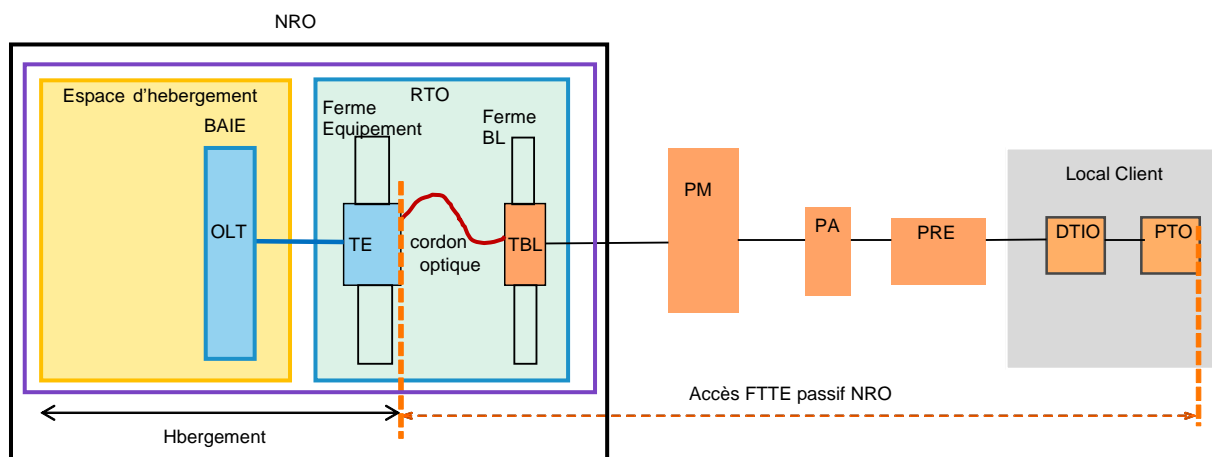 NRO
Espace d'hebergement
RTO
BAIE
Ferme
Equipement
Ferme
BL
OLT
TE
cordon
optique
TBL
PM
PA
PRE
Local Client
DTIO
PTO
Accès FTTE passif NRO
Hbergement